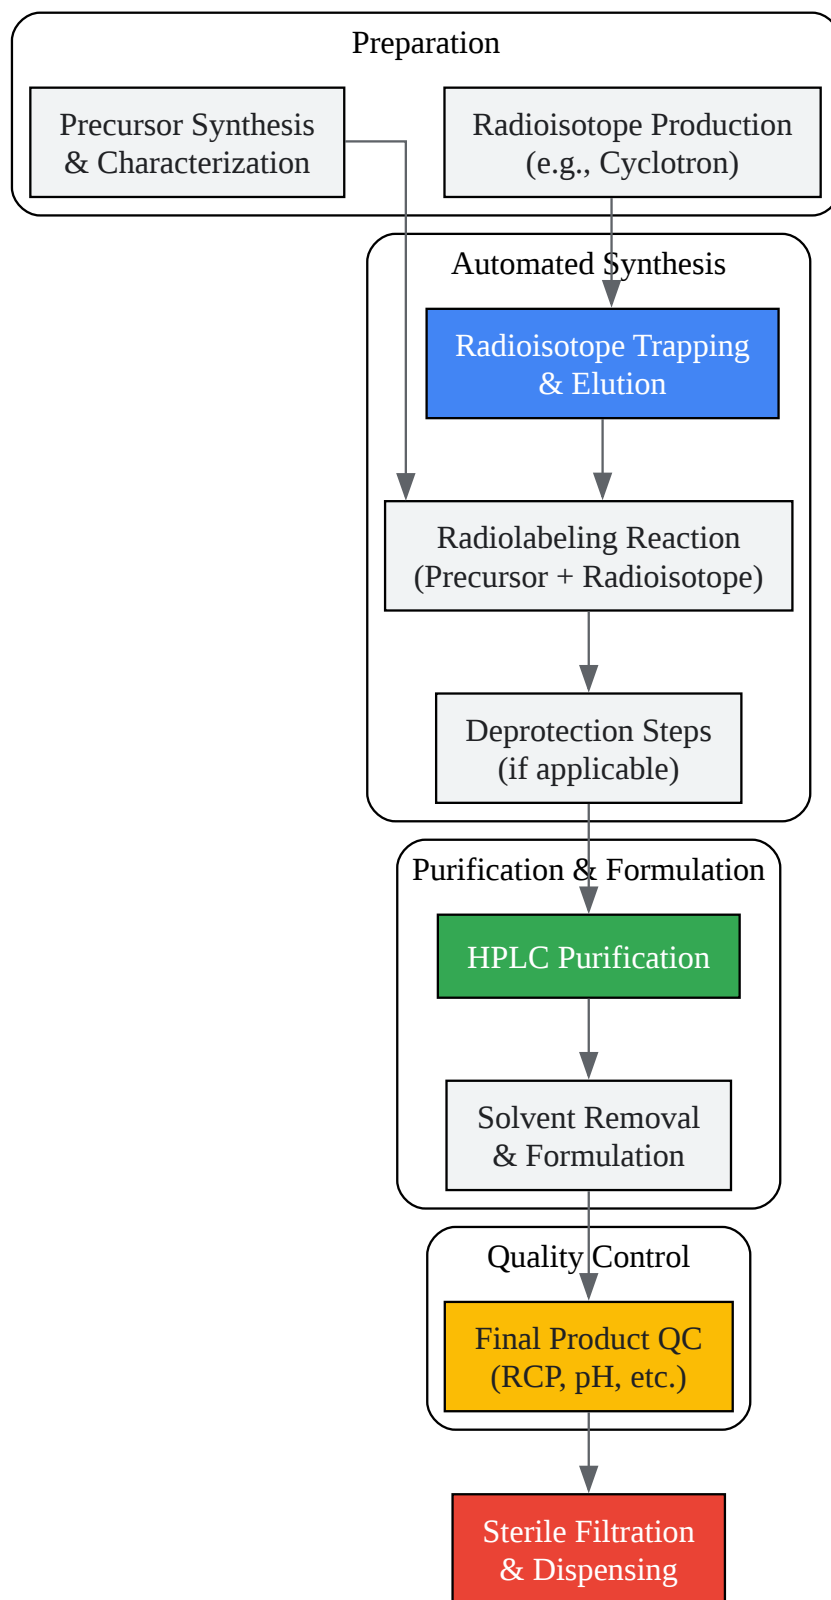 Preparation
Precursor Synthesis
& Characterization
Radioisotope Production
(e.g., Cyclotron)
Automated Synthesis
Radioisotope Trapping
& Elution
Radiolabeling Reaction
(Precursor + Radioisotope)
Deprotection Steps
(if applicable)
Purification & Formulation
HPLC Purification
Solvent Removal
& Formulation
Quality Control
Final Product QC
(RCP, pH, etc.)
Sterile Filtration
& Dispensing